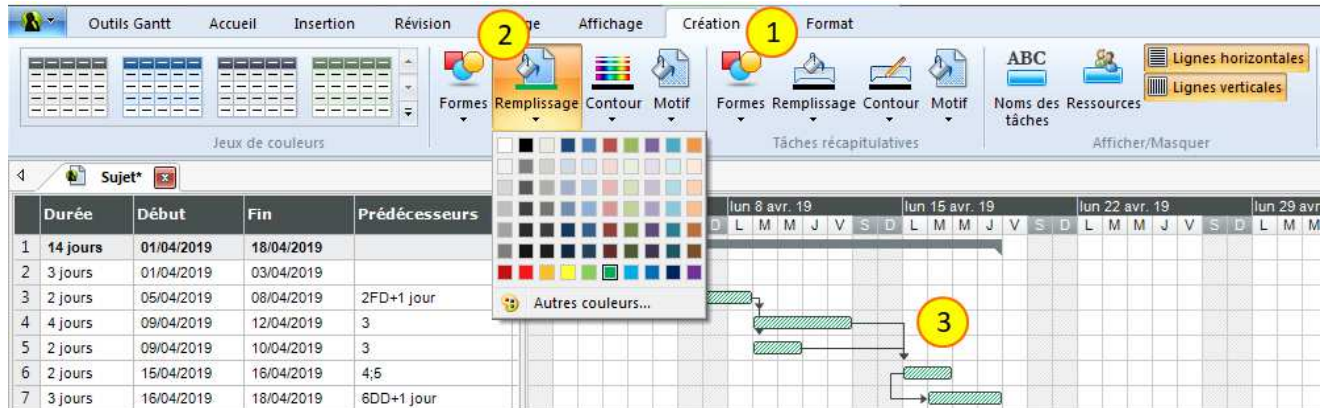 Outils Gantt Accueil Insertion Révision Affichage Création Format
2
1
Formes Remplissage Contour Motif Formes Remplissage Contour Motif
ABC
Noms des tâches Ressources
Lignes horizontales
Lignes verticales
Jeux de couleurs Tâches récapitulatives Afficher/Masquer
Sujet*
Autres couleurs...
Durée Début Fin Prédécesseurs lun 8 avr. 19 lun 15 avr. 19 lun 22 avr. 19 lun 29 avr
D L M M J V S D L M M J V S D L M M J V S D L M M
1 14 jours 01/04/2019 18/04/2019
2 3 jours 01/04/2019 03/04/2019
3 2 jours 05/04/2019 08/04/2019 2FD+1 jour
4 4 jours 09/04/2019 12/04/2019 3
3
5 2 jours 09/04/2019 10/04/2019 3
6 2 jours 15/04/2019 16/04/2019 4;5
7 3 jours 16/04/2019 18/04/2019 6DD+1 jour